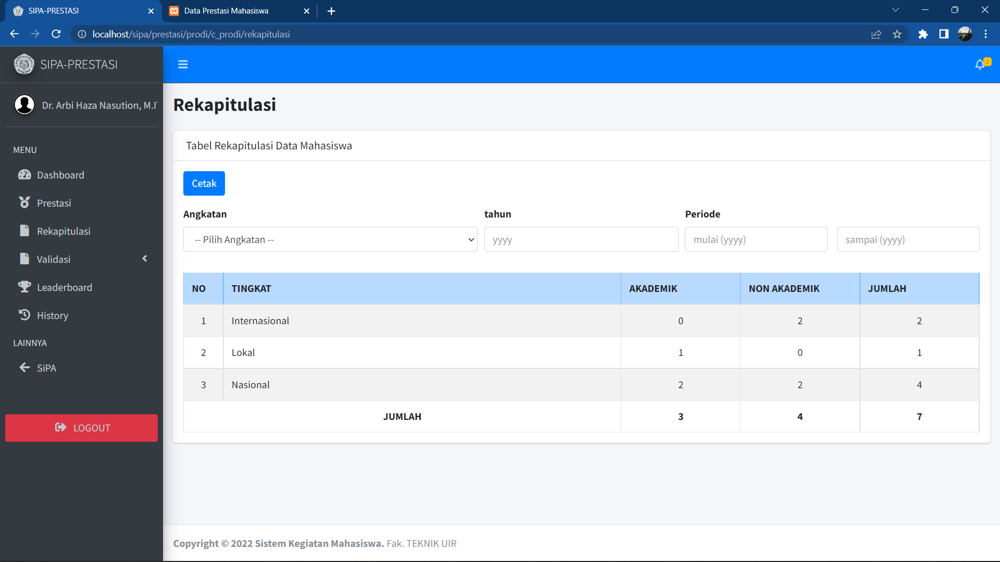 SIPA-PRESTASI
Data Prestasi Mahasiswa
localhost/sipa/prestasi/prodi/c_prodi/rekapitulasi
SIPA-PRESTASI
2
Dr. Arbi Haza Nasution, M.IT
Rekapitulasi
MENU
Dashboard
Prestasi
Rekapitulasi
Validasi
Leaderboard
History
LAINNYA
SiPA
LOGOUT
Tabel Rekapitulasi Data Mahasiswa
Cetak
Angkatan tahun Periode
-- Pilih Angkatan -- yyyy mulai (yyyy) sampai (yyyy)
NO TINGKAT AKADEMIK NON AKADEMIK JUMLAH
1 Internasional 0 2 2
2 Lokal 1 0 1
3 Nasional 2 2 4
JUMLAH 3 4 7
Copyright © 2022 Sistem Kegiatan Mahasiswa. Fak. TEKNIK UIR